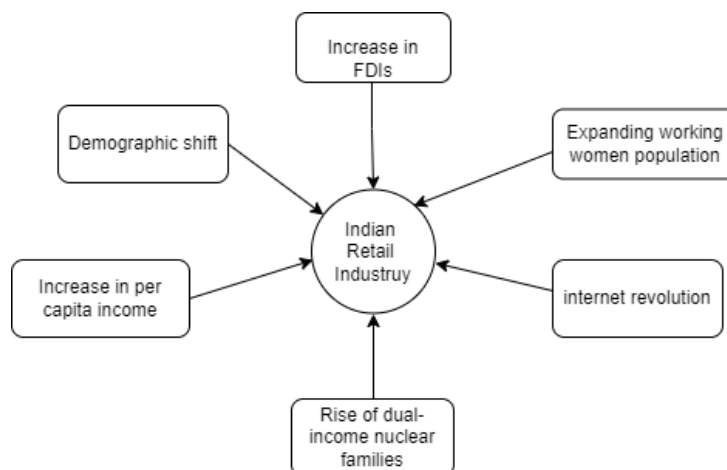 Increase in
FDIs
Demographic shift
Expanding working
women population
Indian
Retail
Industruy
Increase in per
capita income
internet revolution
Rise of dual-
income nuclear
families